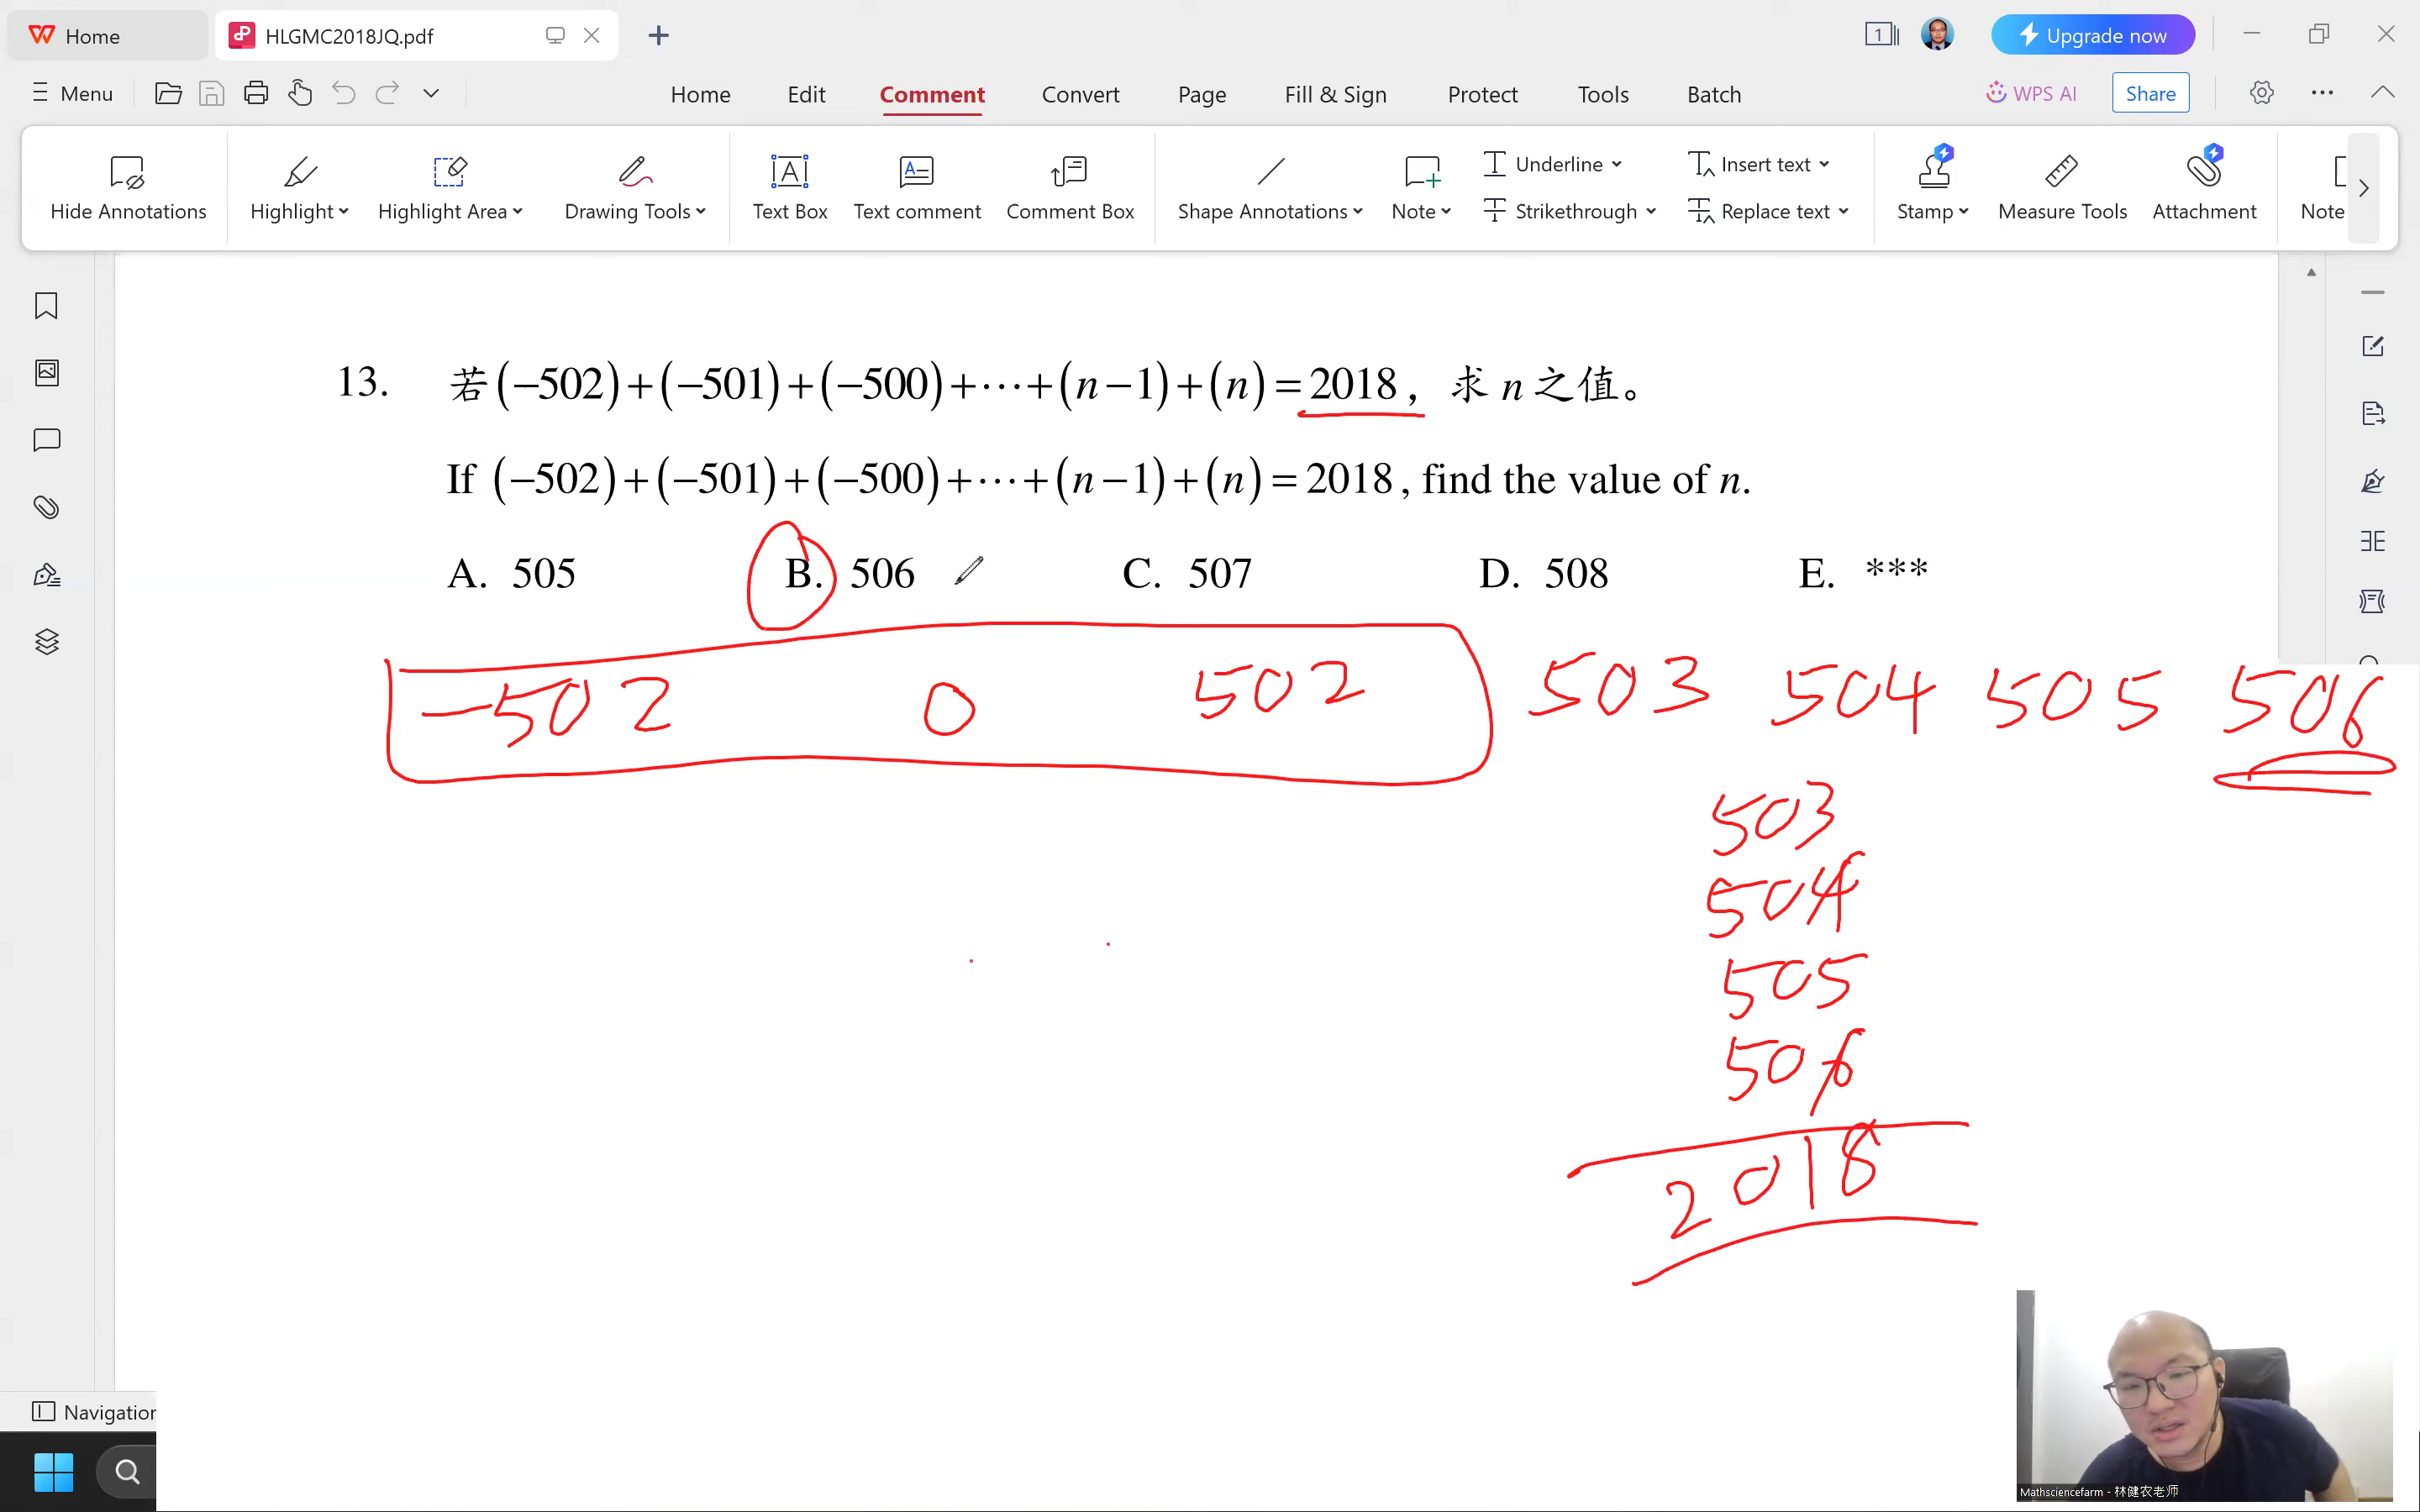 Home
HLGMC2018JQ.pdf
1
Upgrade now
Menu
Home Edit Comment Convert Page Fill & Sign Protect Tools Batch
WPS AI
Share
Hide Annotations
Highlight
Highlight Area
Drawing Tools
Text Box
Text comment
Comment Box
Shape Annotations
Note
Underline
Strikethrough
Insert text
Replace text
Stamp
Measure Tools
Attachment
Note
13. 若(−502)+(−501)+(−500)+⋯+(n−1)+(n)=2018，求 n 之值。
If (−502)+(−501)+(−500)+⋯+(n−1)+(n)=2018, find the value of n.
A. 505 B. 506 C. 507 D. 508 E. ***
−502 0 502 503 504 505 506
503
504
505
506
2018
Navigation
Mathsciencefarm - 林健农老师